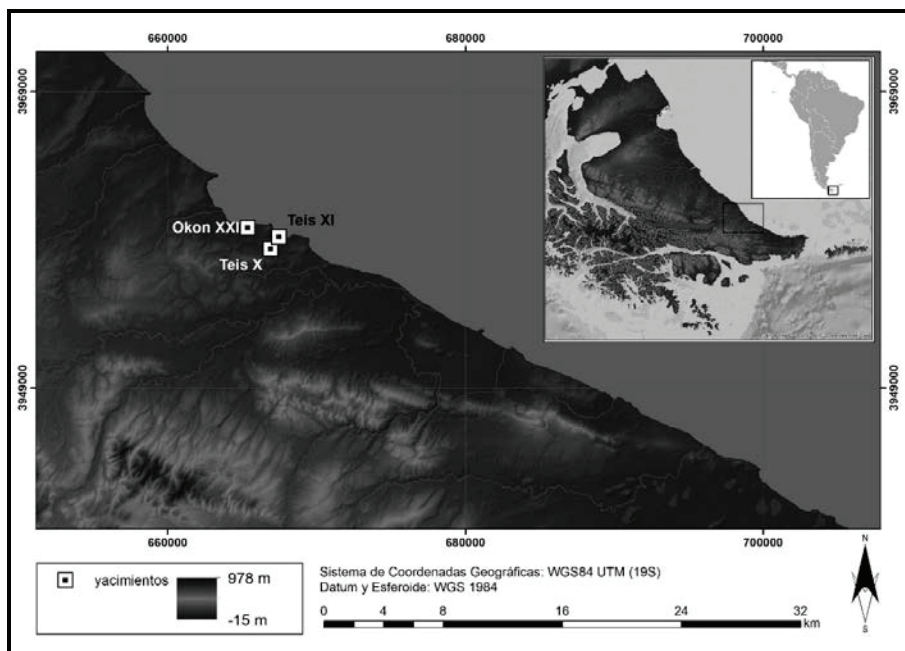 660000
680000
700000
3969000
3969000
Okon XXI
Teis XI
Teis X
3949000
3949000
660000
680000
700000
yacimientos
978 m
-15 m
Sistema de Coordenadas Geográficas: WGS84 UTM (19S)
Datum y Esferoide: WGS 1984
0 2 4 8 16 24 32
km
N
S